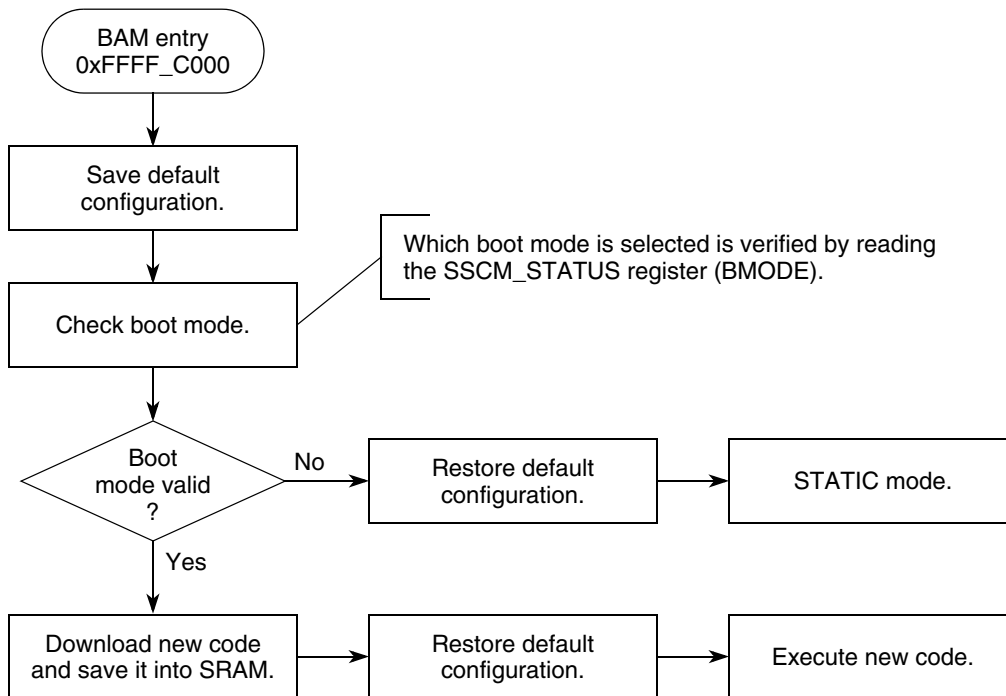 BAM entry
0xFFFF_C000
Save default
configuration.
Which boot mode is selected is verified by reading
the SSCM_STATUS register (BMODE).
Check boot mode.
Boot
mode valid
?
No
Restore default
configuration.
STATIC mode.
Yes
Download new code
and save it into SRAM.
Restore default
configuration.
Execute new code.